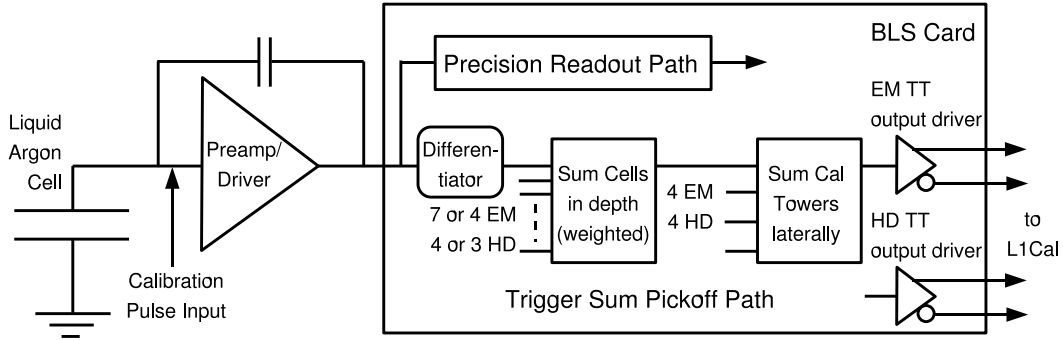 BLS Card
Precision Readout Path
Liquid
Argon
Cell
Preamp/
Driver
Differen-
tiator
7 or 4 EM
4 or 3 HD
Sum Cells
in depth
(weighted)
4 EM
4 HD
Sum Cal
Towers
laterally
EM TT
output driver
HD TT
output driver
to
L1Cal
Calibration
Pulse Input
Trigger Sum Pickoff Path